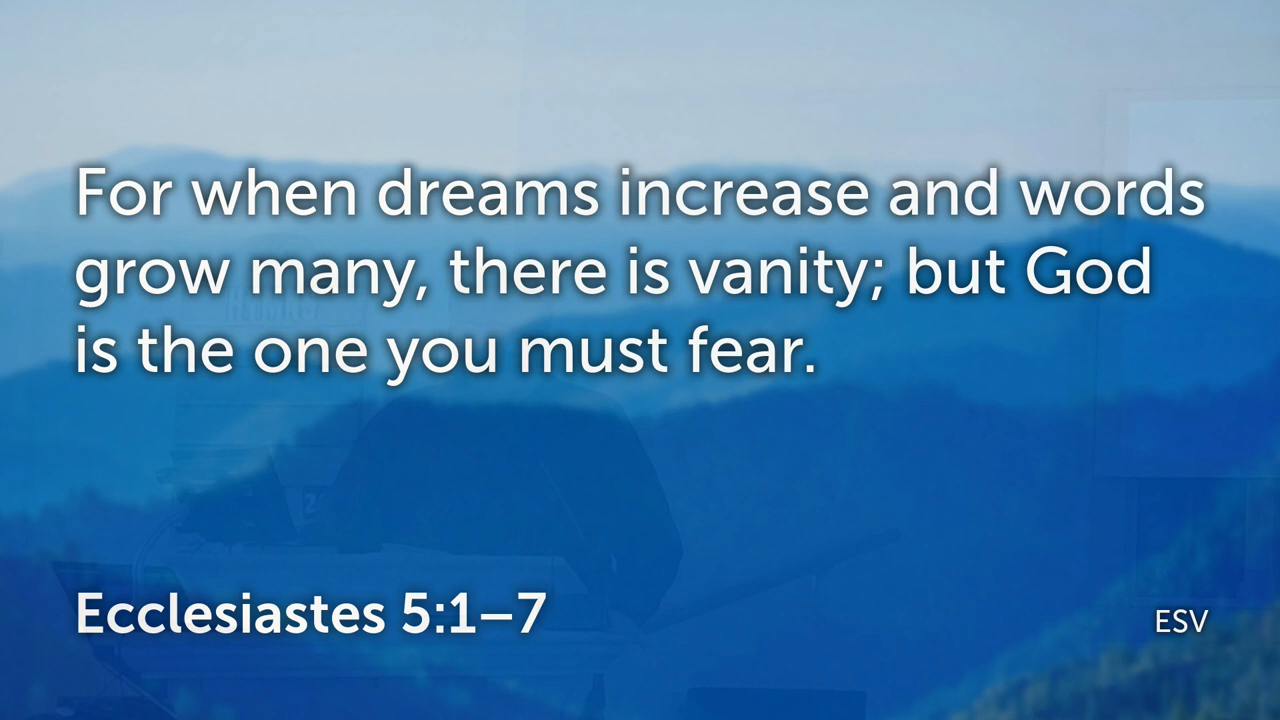 For when dreams increase and words
grow many, there is vanity; but God
is the one you must fear.
Ecclesiastes 5:1–7
ESV